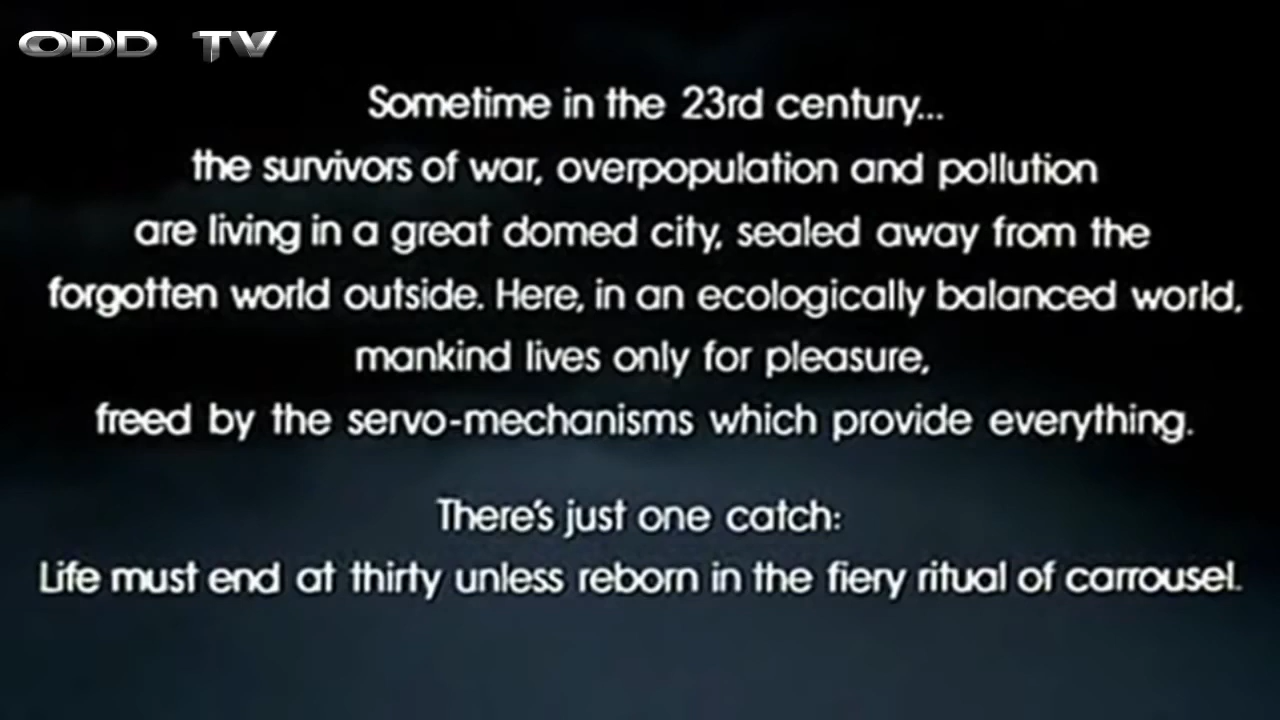 ODD TV
Sometime in the 23rd century...
the survivors of war, overpopulation and pollution
are living in a great domed city, sealed away from the
forgotten world outside. Here, in an ecologically balanced world,
mankind lives only for pleasure,
freed by the servo-mechanisms which provide everything.
There's just one catch:
Life must end at thirty unless reborn in the fiery ritual of carrousel.